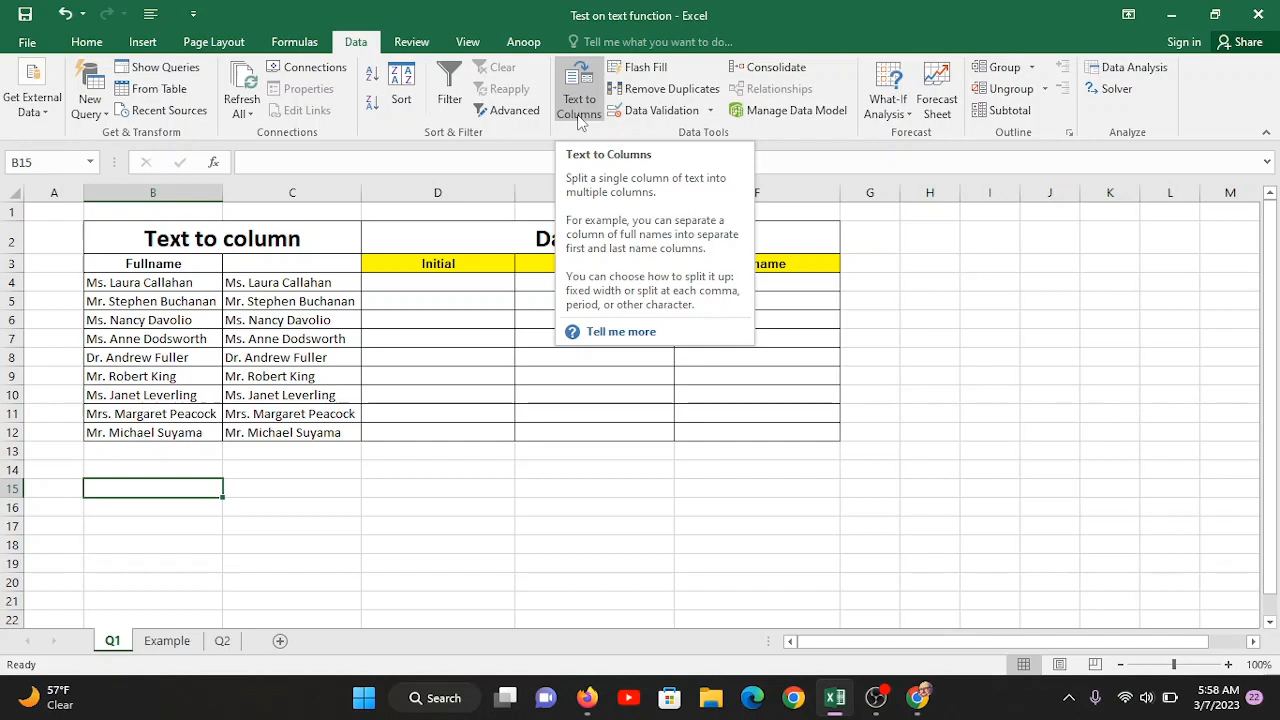 Test on text function - Excel
File Home Insert Page Layout Formulas Data Review View Anoop Tell me what you want to do... Sign in Share
Get External Data
New Query
Show Queries
From Table
Recent Sources
Get & Transform
Refresh All
Connections
Properties
Edit Links
Connections
Sort
Filter
Clear
Reapply
Advanced
Sort & Filter
Text to Columns
Flash Fill
Remove Duplicates
Data Validation
Consolidate
Relationships
Manage Data Model
Data Tools
What-If Analysis
Forecast Sheet
Forecast
Group
Ungroup
Subtotal
Outline
Data Analysis
Solver
Analyze
B15 fx
Text to Columns
Split a single column of text into
multiple columns.
For example, you can separate a
column of full names into separate
first and last name columns.
You can choose how to split it up:
fixed width or split at each comma,
period, or other character.
Tell me more
A B C D F G H I J K L M
1
2 Text to column Da
3 Fullname Initial name
4 Ms. Laura Callahan Ms. Laura Callahan
5 Mr. Stephen Buchanan Mr. Stephen Buchanan
6 Ms. Nancy Davolio Ms. Nancy Davolio
7 Ms. Anne Dodsworth Ms. Anne Dodsworth
8 Dr. Andrew Fuller Dr. Andrew Fuller
9 Mr. Robert King Mr. Robert King
10 Ms. Janet Leverling Ms. Janet Leverling
11 Mrs. Margaret Peacock Mrs. Margaret Peacock
12 Mr. Michael Suyama Mr. Michael Suyama
13
14
15
16
17
18
19
20
21
22
Q1 Example Q2
Ready 100%
57°F
Clear
Search
5:58 AM
3/7/2023
22